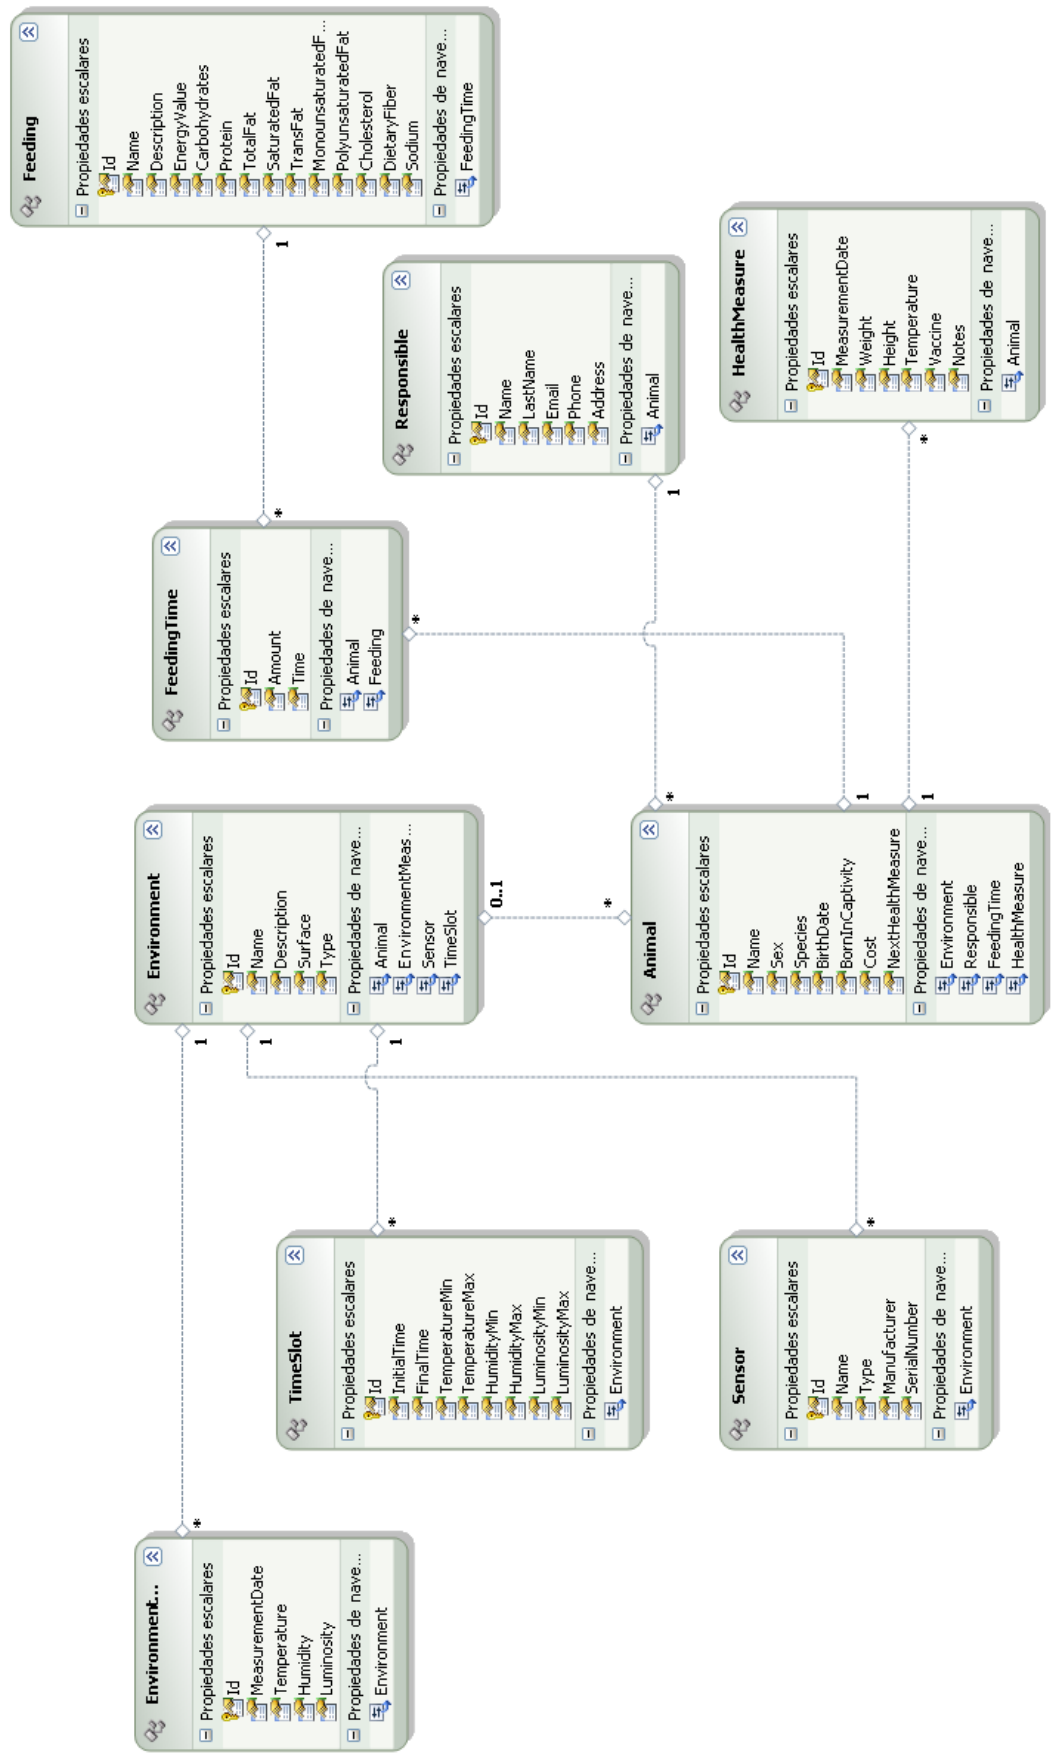 Environment...
Propiedades escalares
Id
MeasurementDate
Temperature
Humidity
Luminosity
Propiedades de nave...
Environment
*
1
TimeSlot
Propiedades escalares
Id
InitialTime
FinalTime
TemperatureMin
TemperatureMax
HumidityMin
HumidityMax
LuminosityMin
LuminosityMax
Propiedades de nave...
Environment
*
1
Sensor
Propiedades escalares
Id
Name
Type
Manufacturer
SerialNumber
Propiedades de nave...
Environment
*
1
Environment
Propiedades escalares
Id
Name
Description
Surface
Type
Propiedades de nave...
Animal
EnvironmentMeas...
Sensor
TimeSlot
0..1
*
Animal
Propiedades escalares
Id
Name
Sex
Species
BirthDate
BornInCaptivity
Cost
NextHealthMeasure
Propiedades de nave...
Environment
Responsible
FeedingTime
HealthMeasure
*
1
1
FeedingTime
Propiedades escalares
Id
Amount
Time
Propiedades de nave...
Animal
Feeding
*
*
Feeding
Propiedades escalares
Id
Name
Description
EnergyValue
Carbohydrates
Protein
TotalFat
SaturatedFat
TransFat
MonounsaturatedF...
PolyunsaturatedFat
Cholesterol
DietaryFiber
Sodium
Propiedades de nave...
FeedingTime
1
Responsible
Propiedades escalares
Id
Name
LastName
Email
Phone
Address
Propiedades de nave...
Animal
1
HealthMeasure
Propiedades escalares
Id
MeasurementDate
Weight
Height
Temperature
Vaccine
Notes
Propiedades de nave...
Animal
*